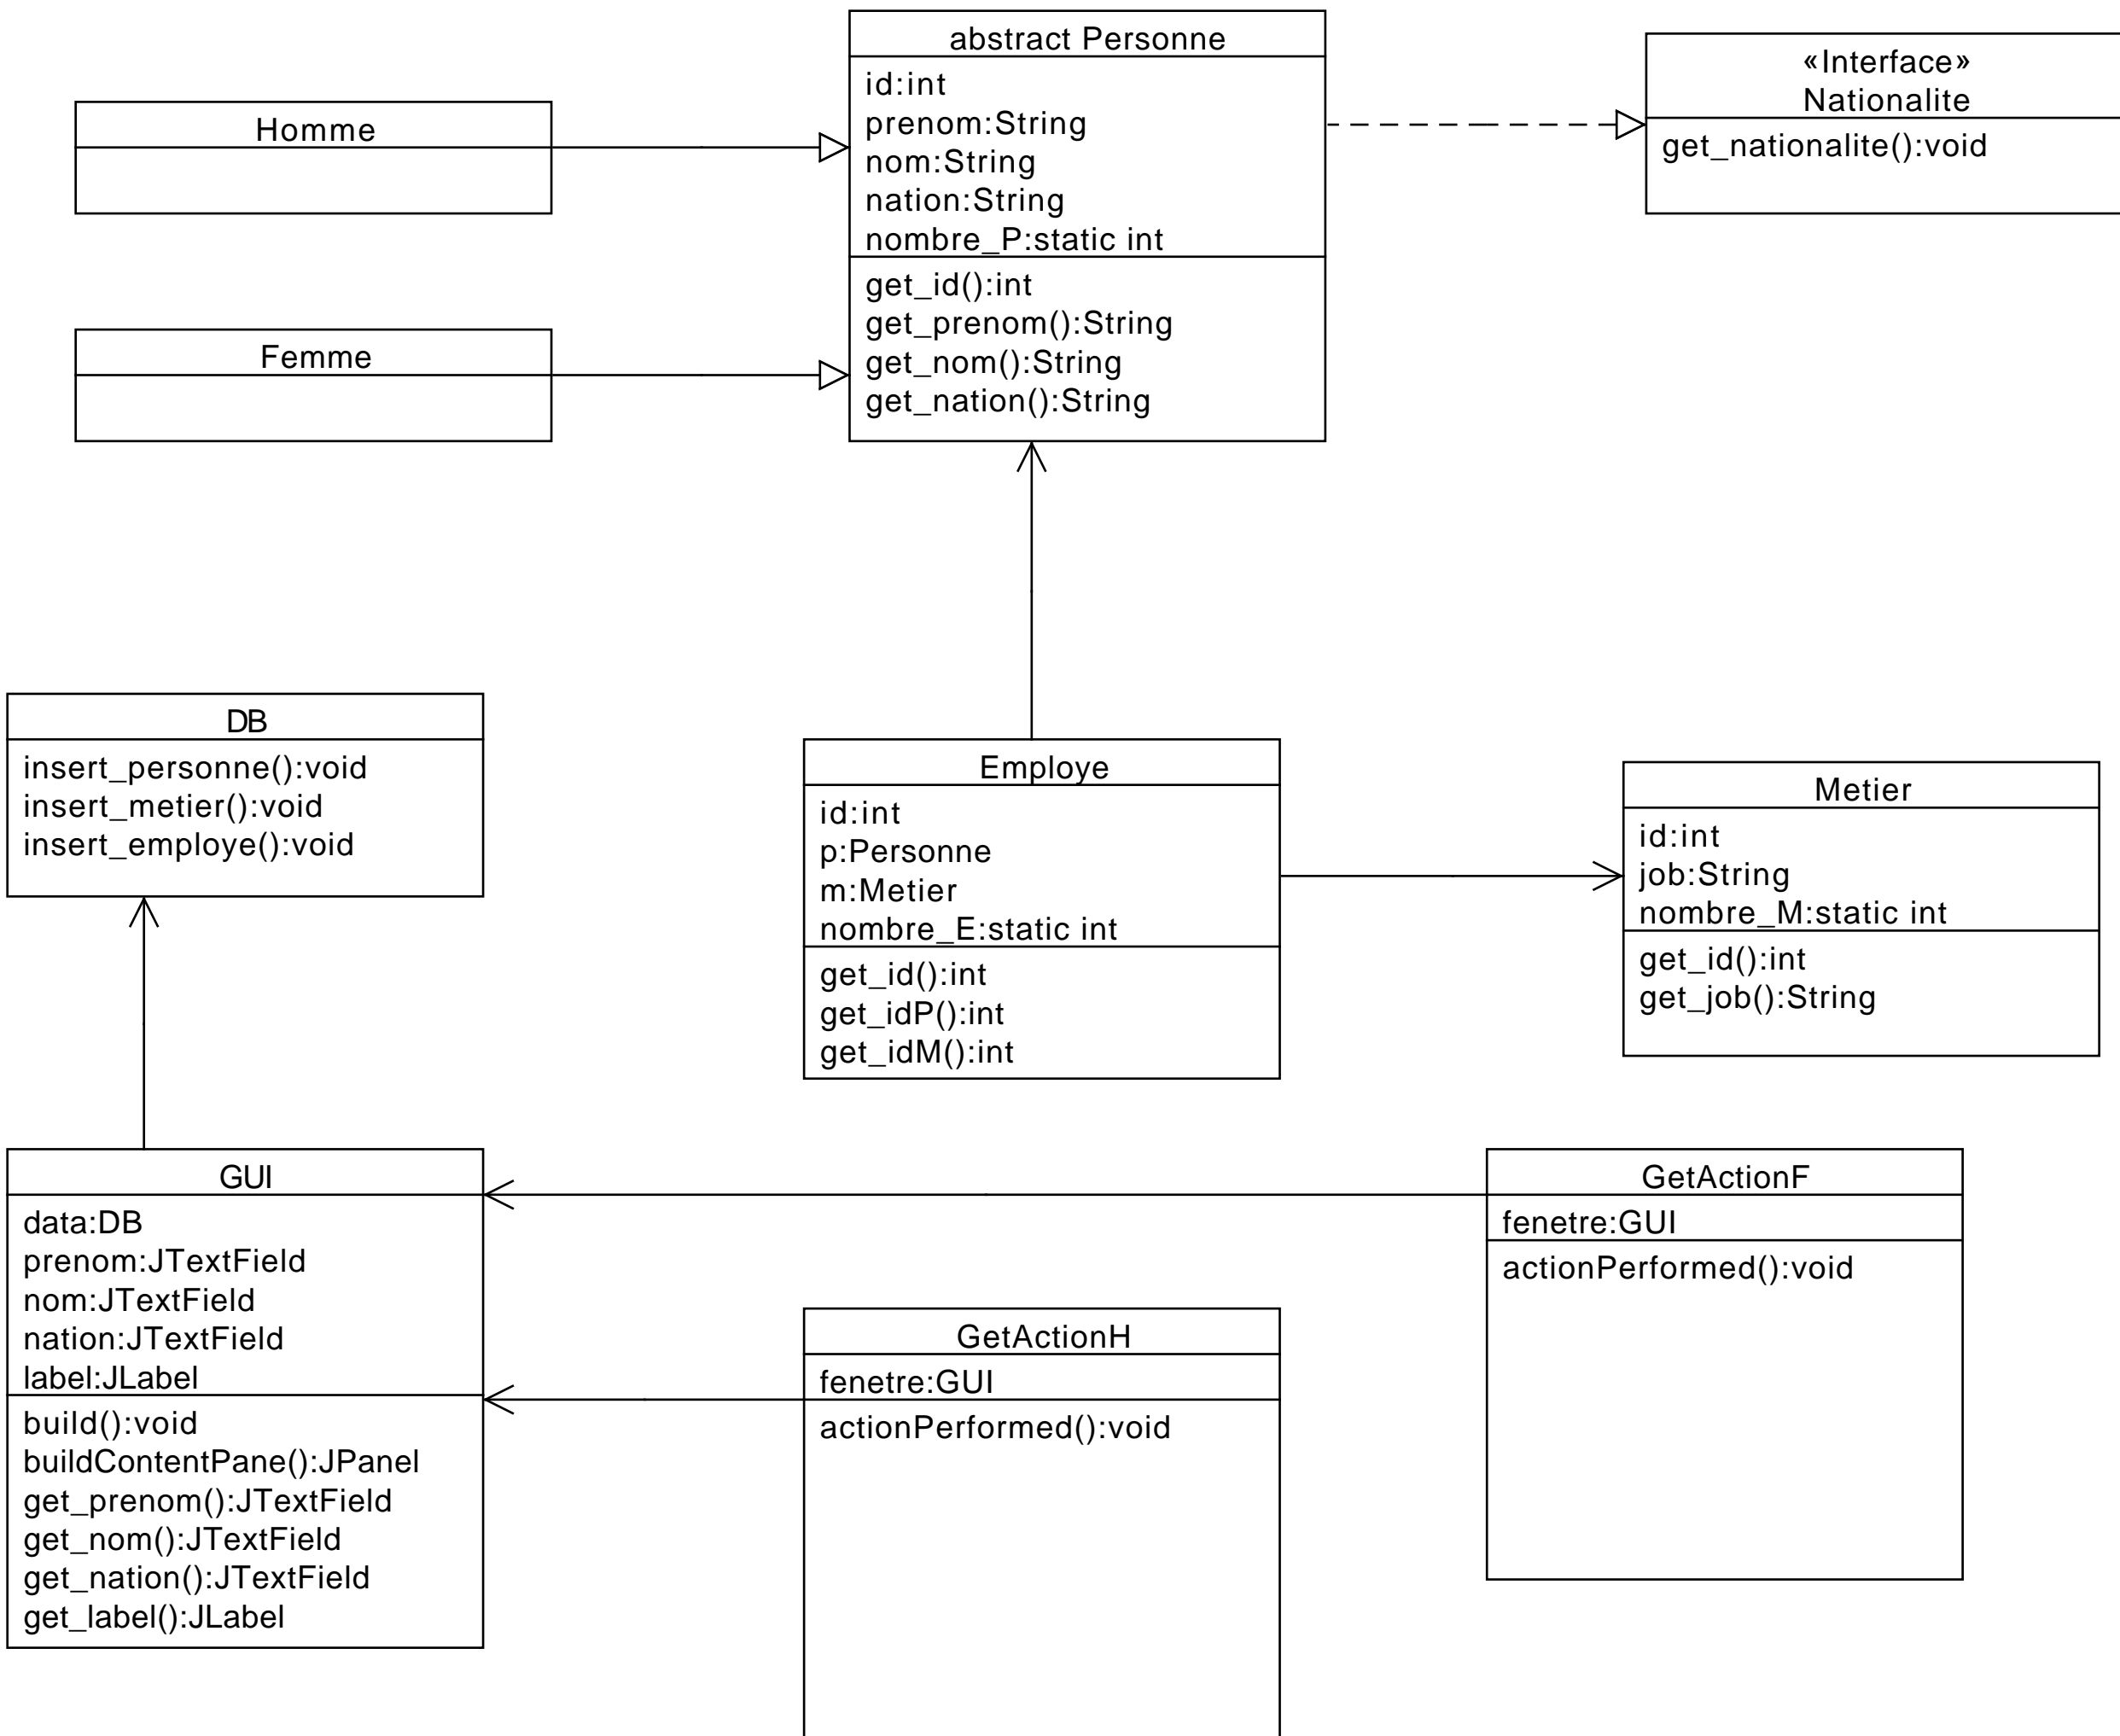 abstract Personne
id:int
prenom:String
nom:String
nation:String
nombre_P:static int
get_id():int
get_prenom():String
get_nom():String
get_nation():String
«Interface»
Nationalite
get_nationalite():void
Homme
Femme
DB
insert_personne():void
insert_metier():void
insert_employe():void
Employe
id:int
p:Personne
m:Metier
nombre_E:static int
get_id():int
get_idP():int
get_idM():int
Metier
id:int
job:String
nombre_M:static int
get_id():int
get_job():String
GUI
data:DB
prenom:JTextField
nom:JTextField
nation:JTextField
label:JLabel
build():void
buildContentPane():JPanel
get_prenom():JTextField
get_nom():JTextField
get_nation():JTextField
get_label():JLabel
GetActionH
fenetre:GUI
actionPerformed():void
GetActionF
fenetre:GUI
actionPerformed():void